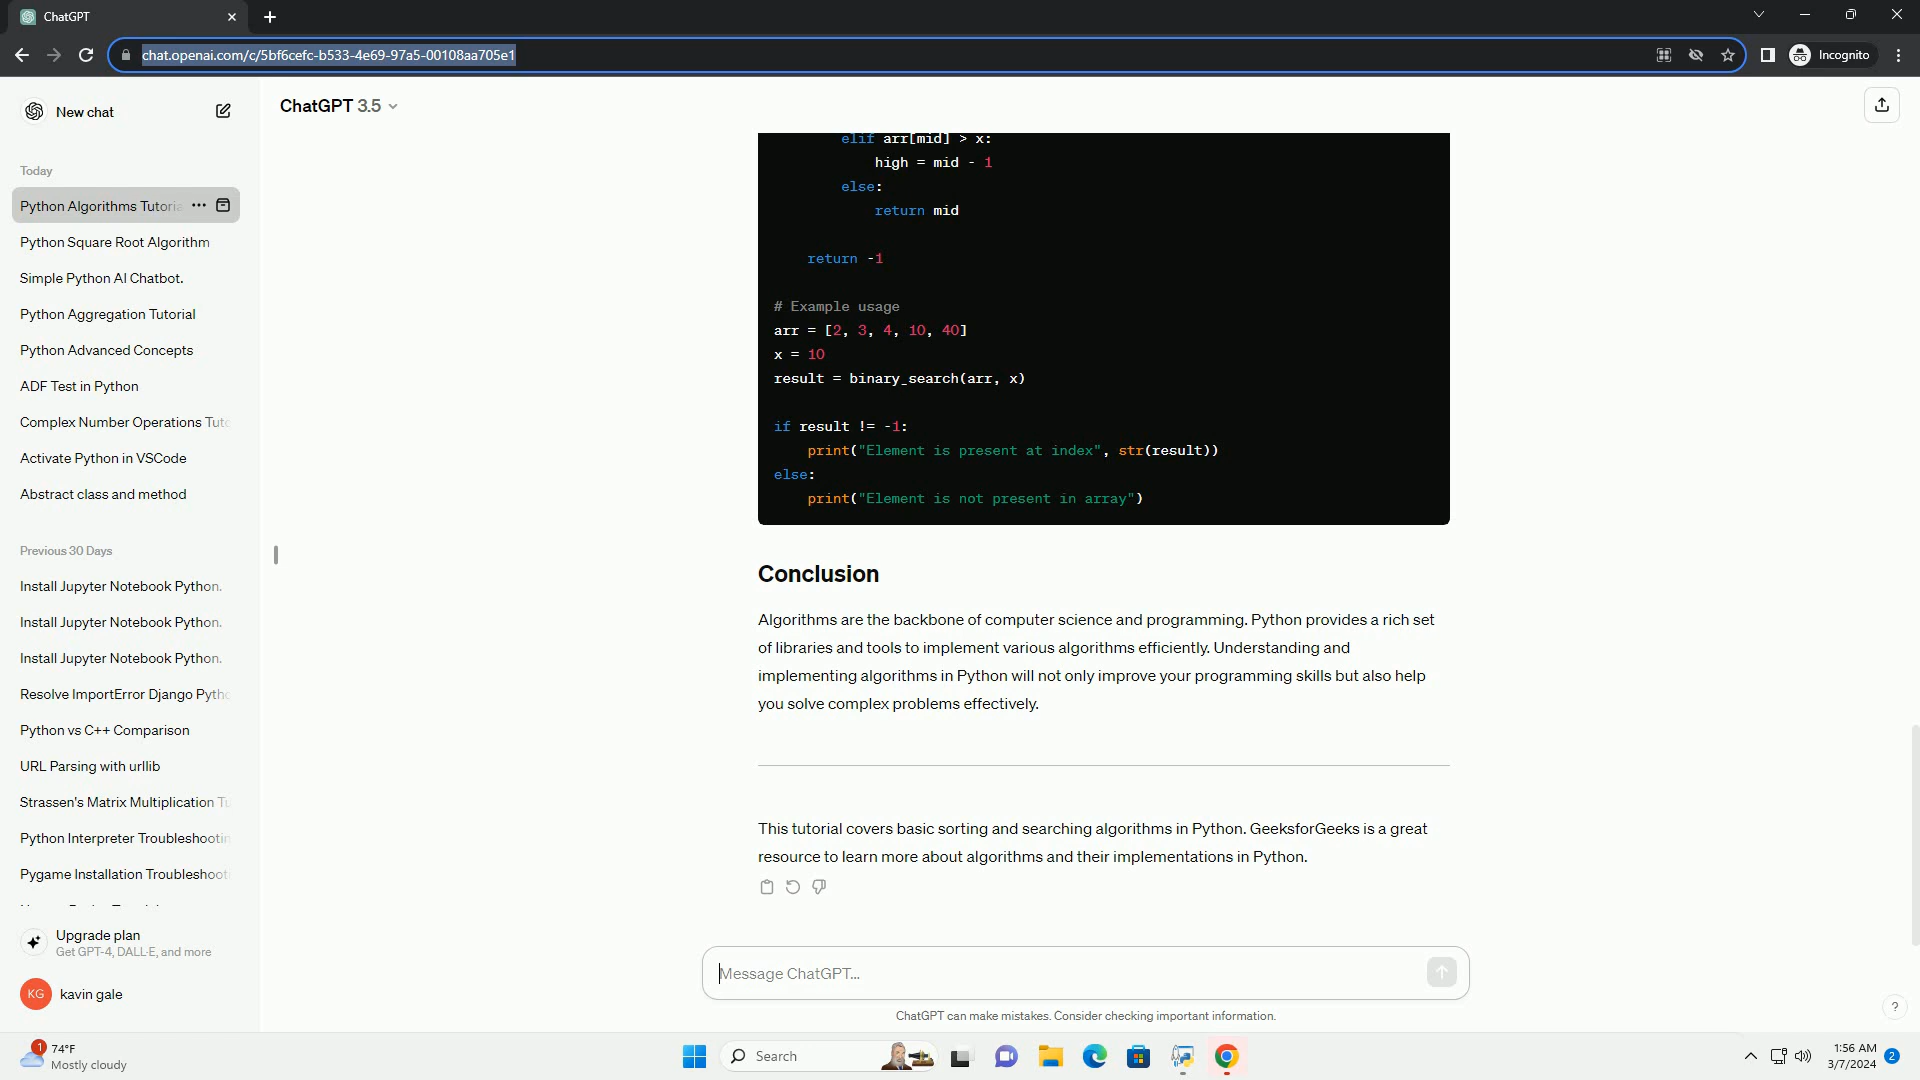 ChatGPT
chat.openai.com/c/5bf6cefc-b533-4e69-97a5-00108aa705e1
Incognito
New chat
Today
Python Algorithms Tutoria
Python Square Root Algorithm
Simple Python AI Chatbot.
Python Aggregation Tutorial
Python Advanced Concepts
ADF Test in Python
Complex Number Operations Tuto
Activate Python in VSCode
Abstract class and method
Previous 30 Days
Install Jupyter Notebook Python.
Install Jupyter Notebook Python.
Install Jupyter Notebook Python.
Resolve ImportError Django Pytho
Python vs C++ Comparison
URL Parsing with urllib
Strassen's Matrix Multiplication Tu
Python Interpreter Troubleshootin
Pygame Installation Troubleshoot
Upgrade plan
Get GPT-4, DALL·E, and more
KG kavin gale
ChatGPT 3.5
elif arr[mid] > x:
high = mid - 1
else:
return mid
return -1
# Example usage
arr = [2, 3, 4, 10, 40]
x = 10
result = binary_search(arr, x)
if result != -1:
print("Element is present at index", str(result))
else:
print("Element is not present in array")
Conclusion
Algorithms are the backbone of computer science and programming. Python provides a rich set
of libraries and tools to implement various algorithms efficiently. Understanding and
implementing algorithms in Python will not only improve your programming skills but also help
you solve complex problems effectively.
This tutorial covers basic sorting and searching algorithms in Python. GeeksforGeeks is a great
resource to learn more about algorithms and their implementations in Python.
Message ChatGPT...
ChatGPT can make mistakes. Consider checking important information.
?
1
74°F
Mostly cloudy
Search
1:56 AM
3/7/2024
2